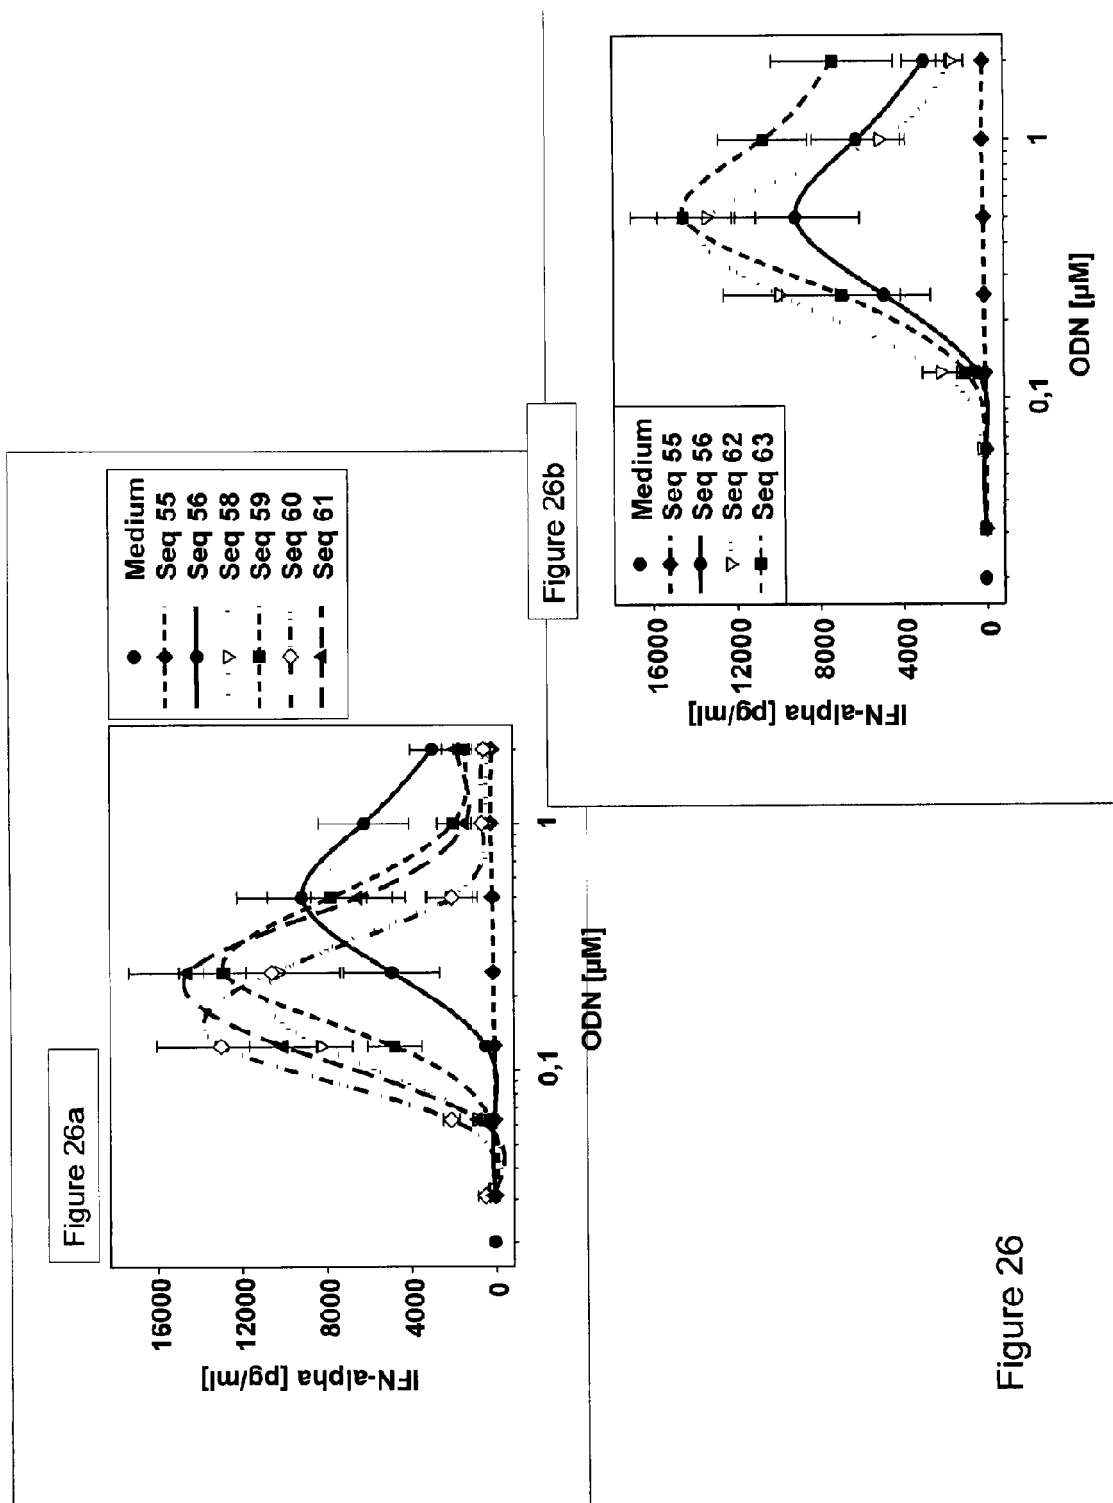 Figure 26a
IFN-alpha [pg/ml]
16000
12000
8000
4000
0
0,1
1
ODN [µM]
Medium
Seq 55
Seq 56
Seq 58
Seq 59
Seq 60
Seq 61
Figure 26b
IFN-alpha [pg/ml]
16000
12000
8000
4000
0
0,1
1
ODN [µM]
Medium
Seq 55
Seq 56
Seq 62
Seq 63
Figure 26